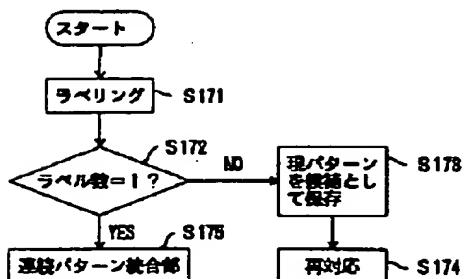 スタート
ラベリング
S171
S172
ラベル数=1?
NO
YES
現パターン
を候補とし
て保存
S173
S175
連続パターン統合部
再対応
S174